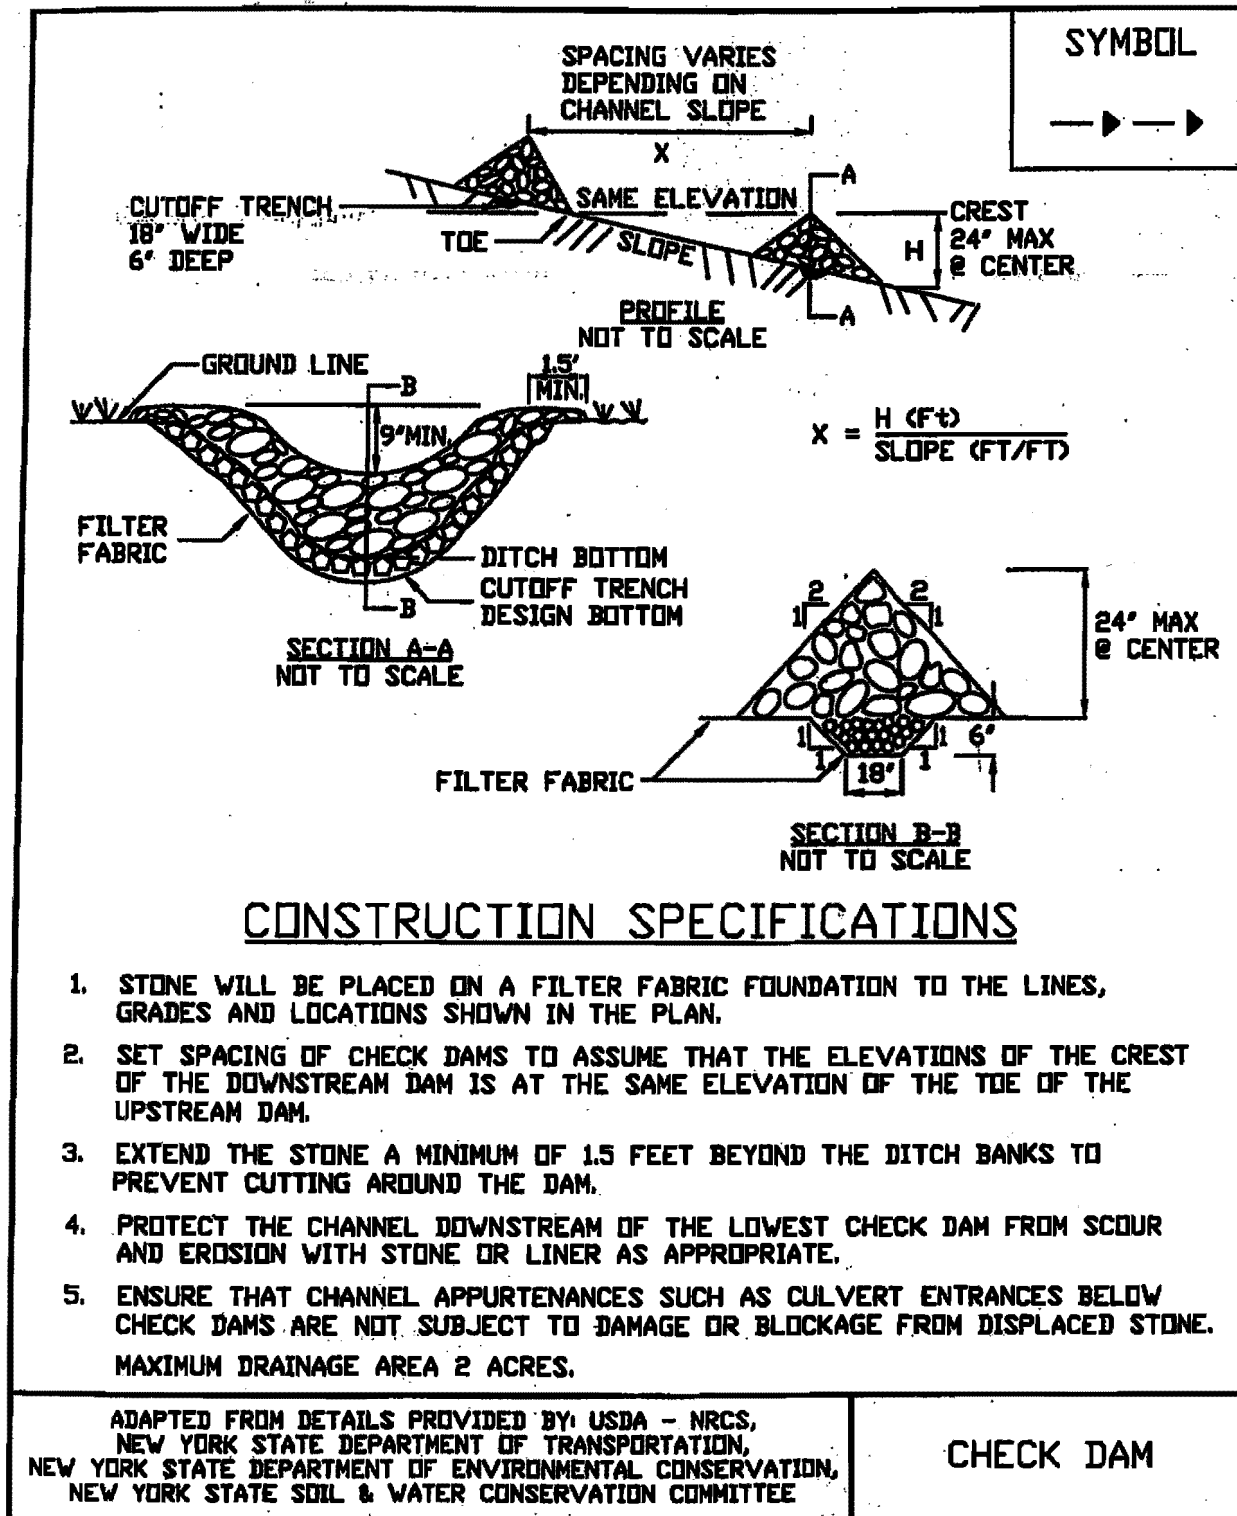 SYMBOL
SPACING VARIES
DEPENDING ON
CHANNEL SLOPE
X
A
CUTOFF TRENCH
18" WIDE
6" DEEP
SAME ELEVATION
CREST
24" MAX
@ CENTER
H
TOE
SLOPE
A
PROFILE
NOT TO SCALE
GROUND LINE
B
1.5'
MIN.
9"MIN.
X = H (Ft)
SLOPE (FT/FT)
FILTER
FABRIC
DITCH BOTTOM
CUTOFF TRENCH
DESIGN BOTTOM
B
SECTION A-A
NOT TO SCALE
2
1
2
1
24" MAX
@ CENTER
1
1
1
1
6"
18"
FILTER FABRIC
SECTION B-B
NOT TO SCALE
CONSTRUCTION SPECIFICATIONS
1. STONE WILL BE PLACED ON A FILTER FABRIC FOUNDATION TO THE LINES,
GRADES AND LOCATIONS SHOWN IN THE PLAN.
2. SET SPACING OF CHECK DAMS TO ASSUME THAT THE ELEVATIONS OF THE CREST
OF THE DOWNSTREAM DAM IS AT THE SAME ELEVATION OF THE TOE OF THE
UPSTREAM DAM.
3. EXTEND THE STONE A MINIMUM OF 1.5 FEET BEYOND THE DITCH BANKS TO
PREVENT CUTTING AROUND THE DAM.
4. PROTECT THE CHANNEL DOWNSTREAM OF THE LOWEST CHECK DAM FROM SCOUR
AND EROSION WITH STONE OR LINER AS APPROPRIATE.
5. ENSURE THAT CHANNEL APPURTENANCES SUCH AS CULVERT ENTRANCES BELOW
CHECK DAMS ARE NOT SUBJECT TO DAMAGE OR BLOCKAGE FROM DISPLACED STONE.
MAXIMUM DRAINAGE AREA 2 ACRES.
ADAPTED FROM DETAILS PROVIDED BY: USDA - NRCS,
NEW YORK STATE DEPARTMENT OF TRANSPORTATION,
NEW YORK STATE DEPARTMENT OF ENVIRONMENTAL CONSERVATION,
NEW YORK STATE SOIL & WATER CONSERVATION COMMITTEE
CHECK DAM